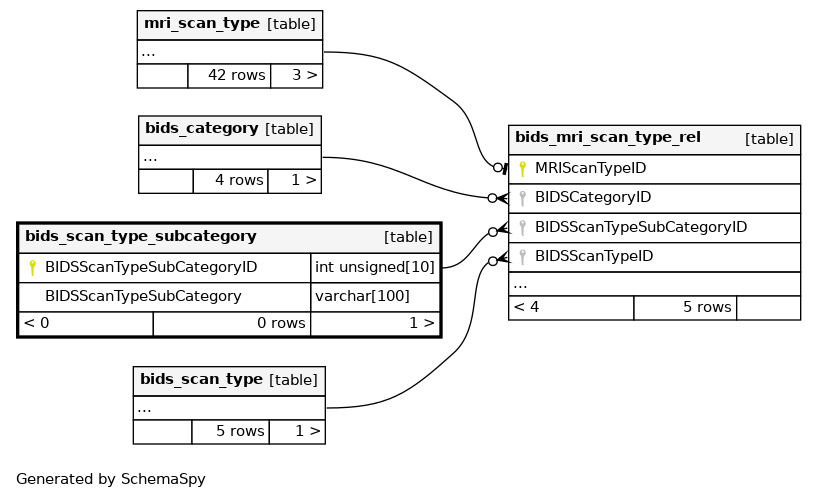 mri_scan_type [table]
...
42 rows 3 >
bids_category [table]
...
4 rows 1 >
bids_scan_type_subcategory [table]
BIDSScanTypeSubCategoryID int unsigned[10]
BIDSScanTypeSubCategory varchar[100]
< 0 0 rows 1 >
bids_scan_type [table]
...
5 rows 1 >
bids_mri_scan_type_rel [table]
MRIScanTypeID
BIDSCategoryID
BIDSScanTypeSubCategoryID
BIDSScanTypeID
...
< 4 5 rows
Generated by SchemaSpy